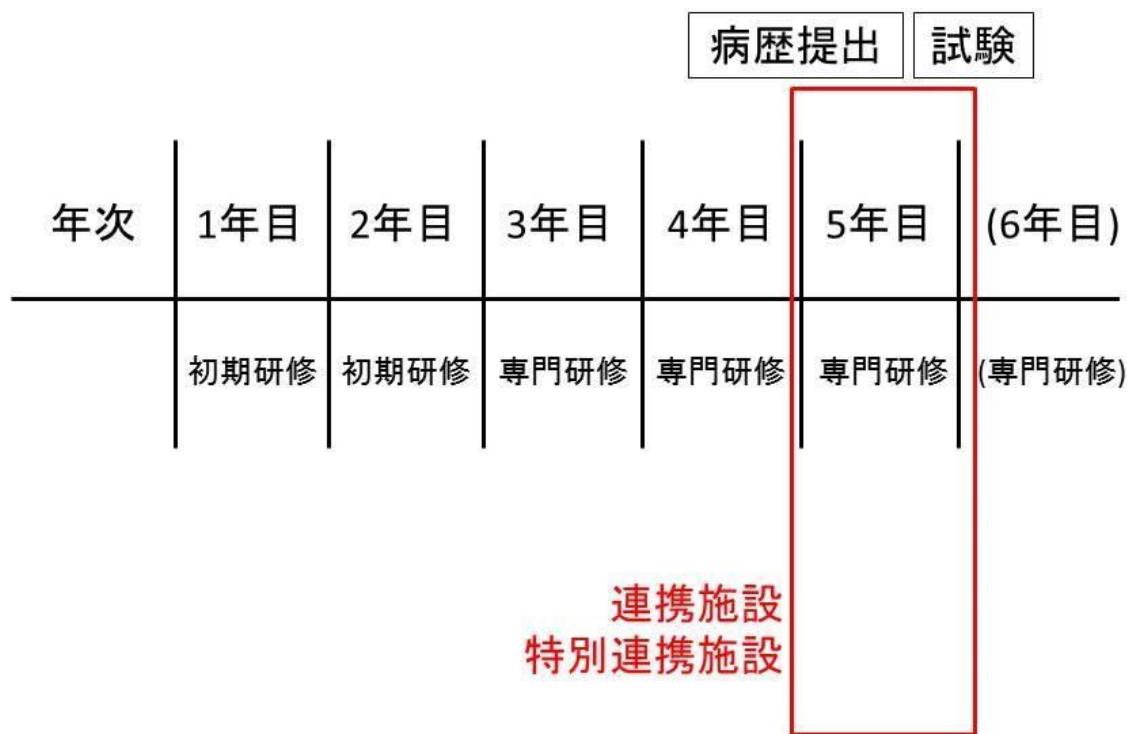 病歴提出 試験
年次 1年目 2年目 3年目 4年目 5年目 (6年目)
初期研修 初期研修 専門研修 専門研修 専門研修 (専門研修)
連携施設
特別連携施設